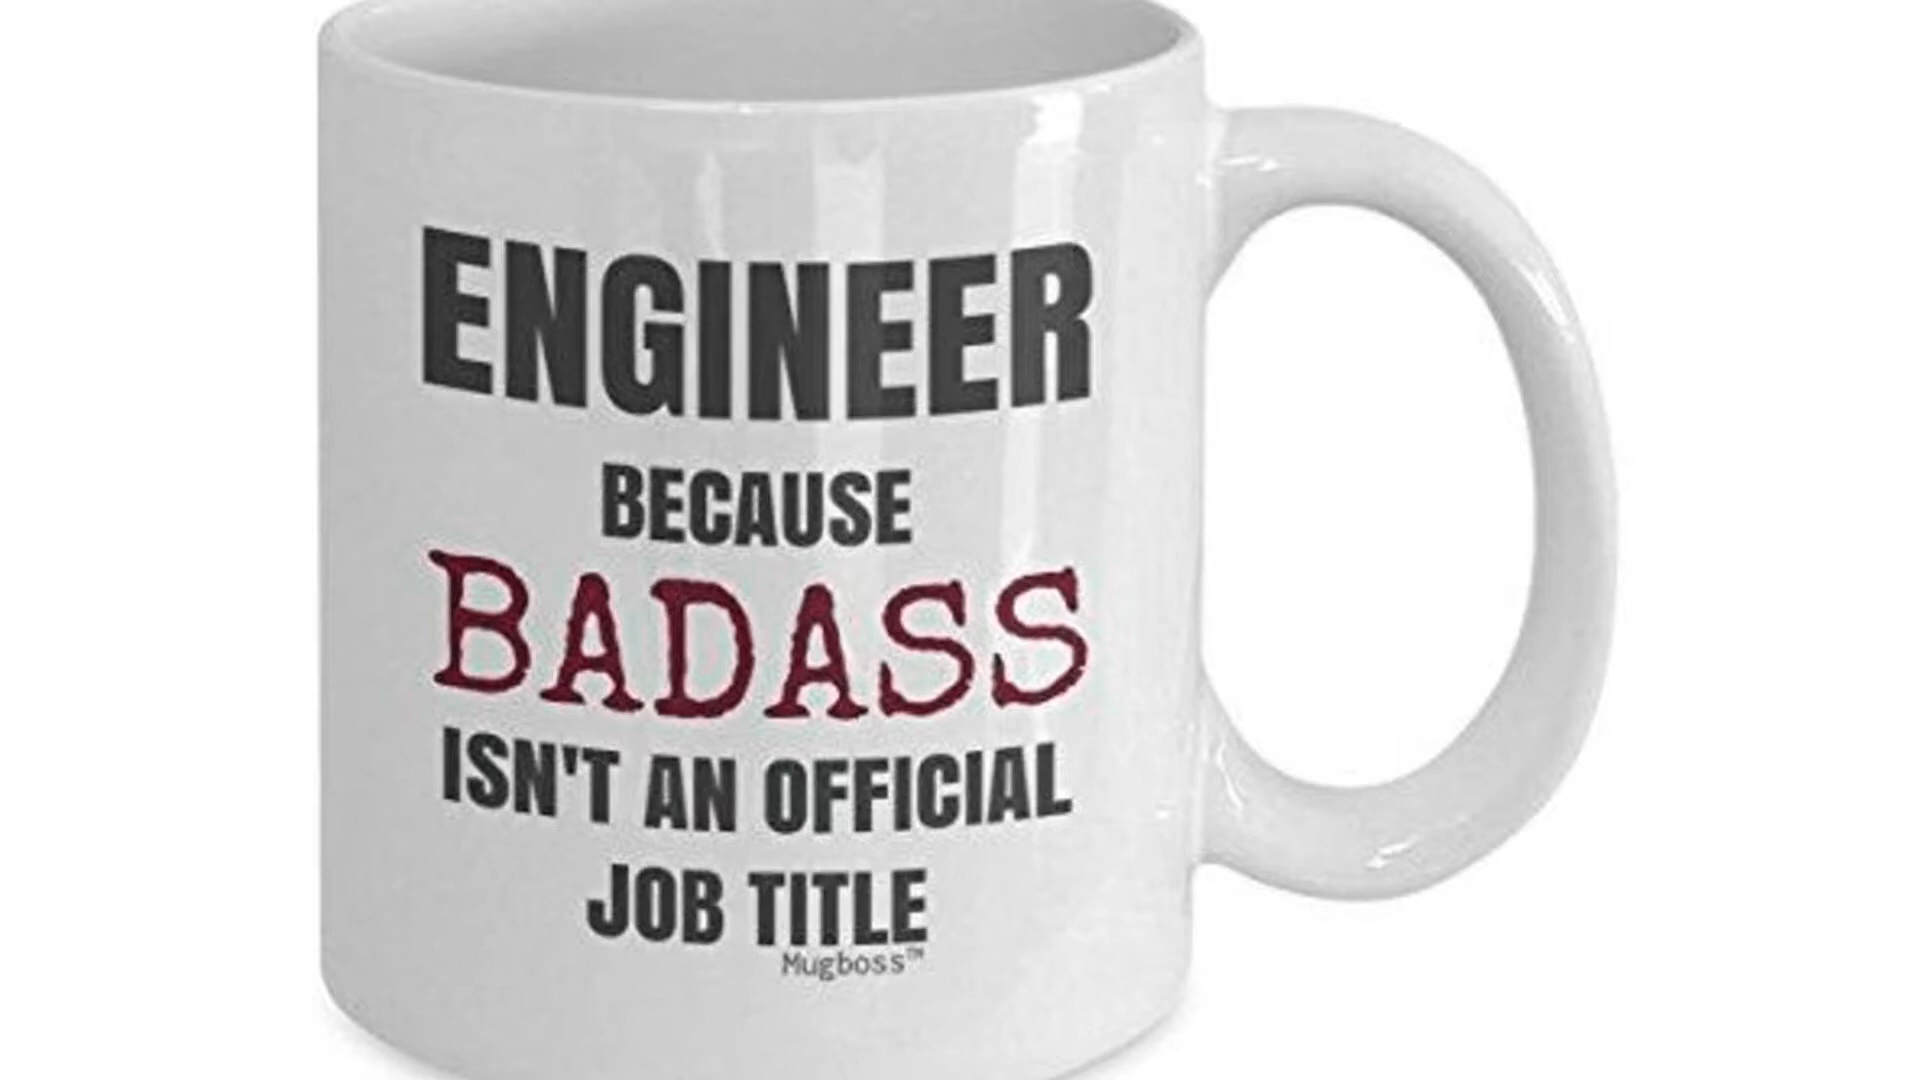 ENGINEER
BECAUSE
BADASS
ISN'T AN OFFICIAL
JOB TITLE
Mugboss™